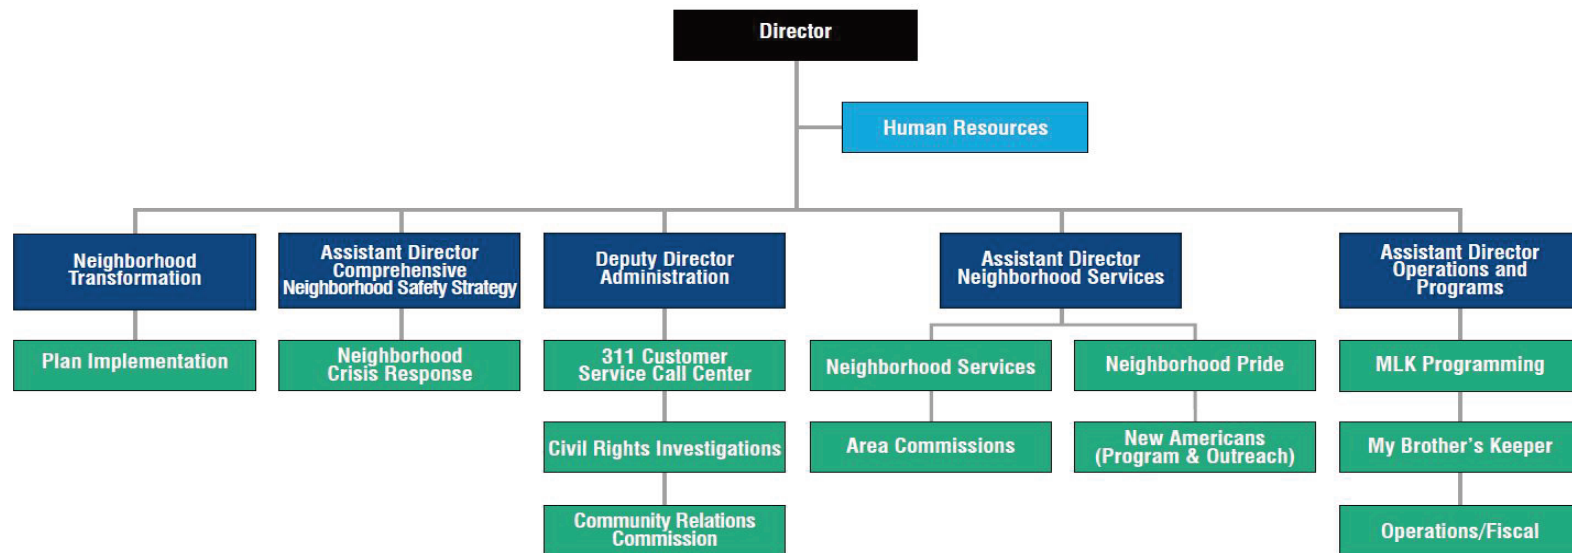 Director
Human Resources
Neighborhood
Transformation
Assistant Director
Comprehensive
Neighborhood Safety Strategy
Deputy Director
Administration
Assistant Director
Neighborhood Services
Assistant Director
Operations and
Programs
Plan Implementation
Neighborhood
Crisis Response
311 Customer
Service Call Center
Neighborhood Services
Neighborhood Pride
MLK Programming
Civil Rights Investigations
Area Commissions
New Americans
(Program & Outreach)
My Brother's Keeper
Community Relations
Commission
Operations/Fiscal